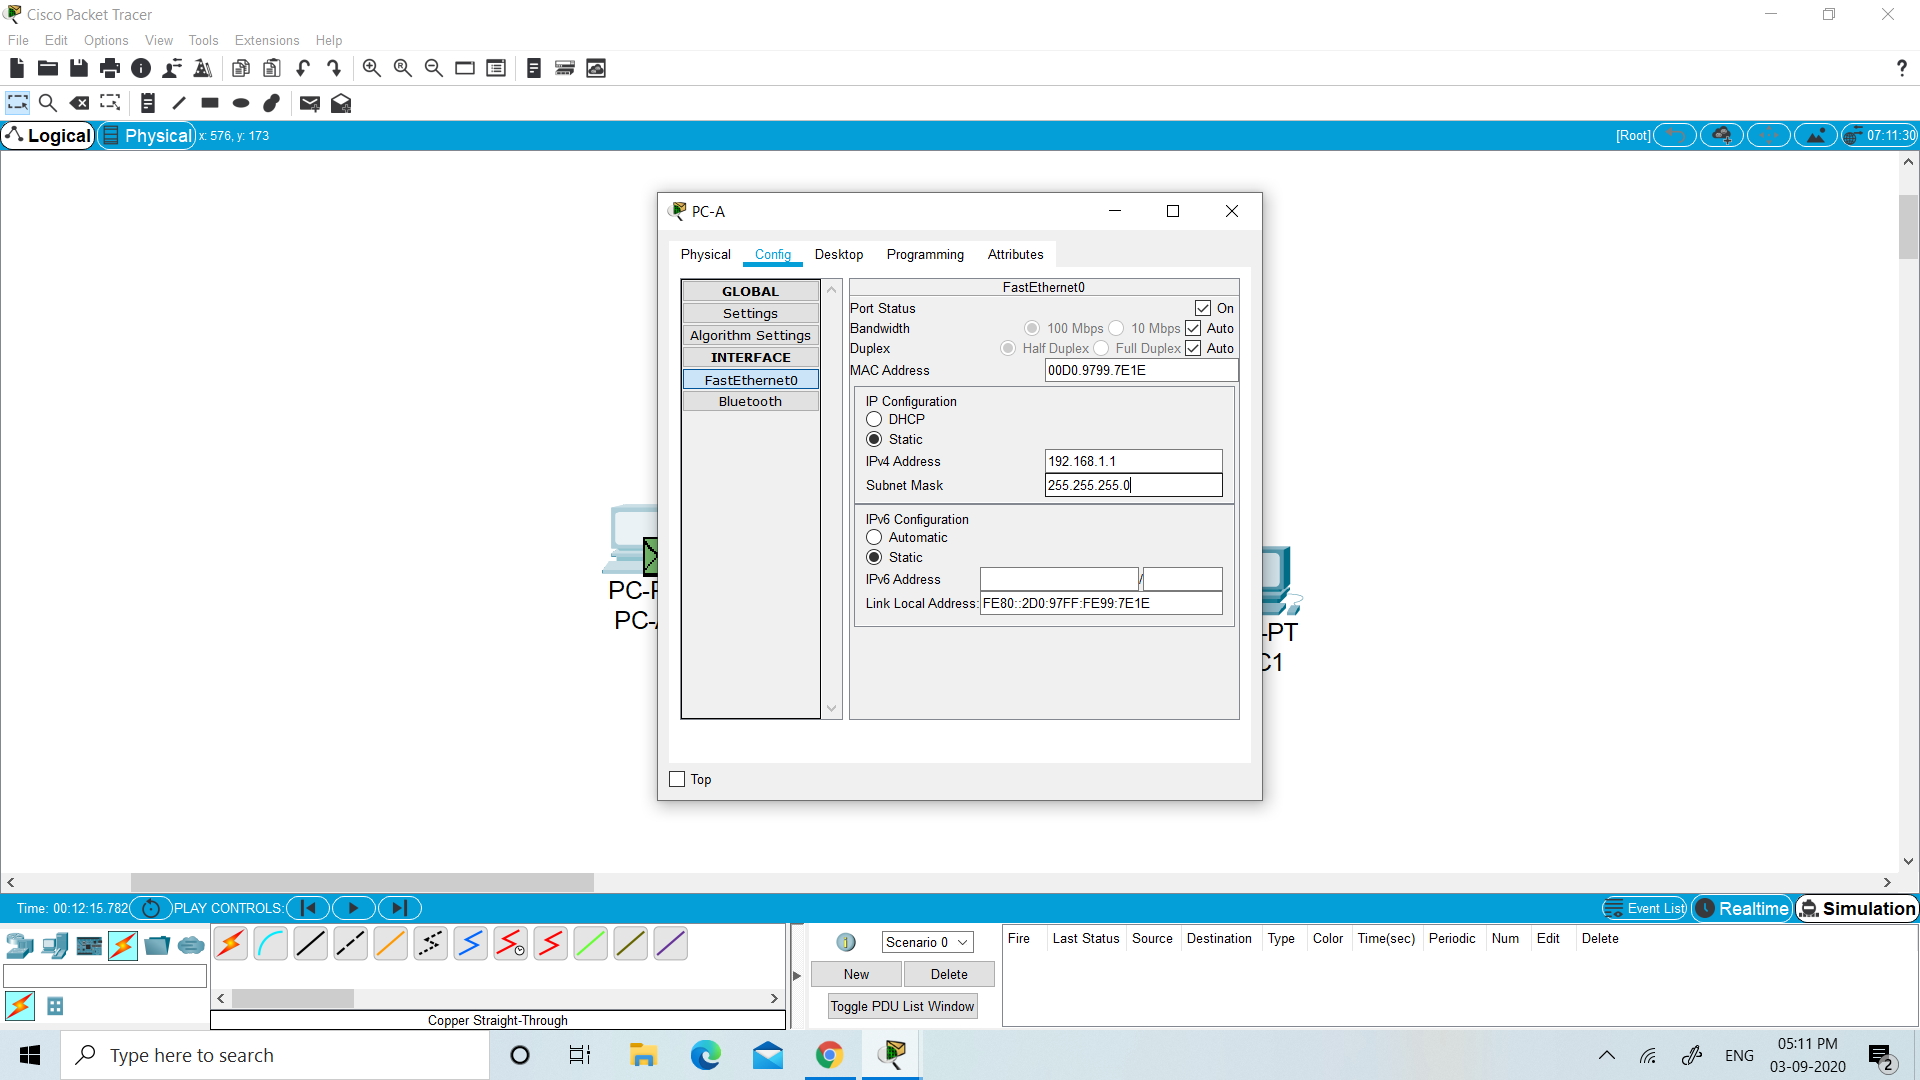 Cisco Packet Tracer
File Edit Options View Tools Extensions Help
?
Logical Physical x: 576, y: 173 [Root] 07:11:30
PC-A
Physical Config Desktop Programming Attributes
GLOBAL
Settings
Algorithm Settings
INTERFACE
FastEthernet0
Bluetooth
FastEthernet0
Port Status On
Bandwidth 100 Mbps 10 Mbps Auto
Duplex Half Duplex Full Duplex Auto
MAC Address 00D0.9799.7E1E
IP Configuration
DHCP
Static
IPv4 Address 192.168.1.1
Subnet Mask 255.255.255.0
IPv6 Configuration
Automatic
Static
IPv6 Address /
Link Local Address: FE80::2D0:97FF:FE99:7E1E
Top
PC-
PC-
-PT
C1
Time: 00:12:15.782 PLAY CONTROLS: Event List Realtime Simulation
Scenario 0
New Delete
Toggle PDU List Window
Fire Last Status Source Destination Type Color Time(sec) Periodic Num Edit Delete
Copper Straight-Through
Type here to search
ENG
05:11 PM
03-09-2020
2